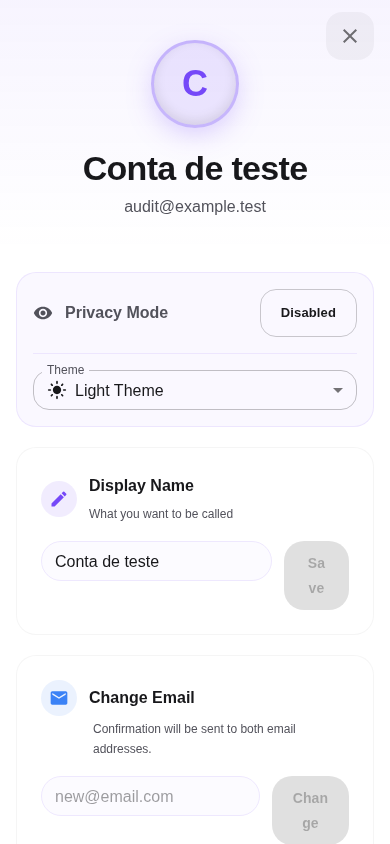 C
Conta de teste
audit@example.test
Privacy Mode
Disabled
Theme
Light Theme
Display Name
What you want to be called
Conta de teste
Sa
ve
Change Email
Confirmation will be sent to both email
addresses.
new@email.com
Chan
ge